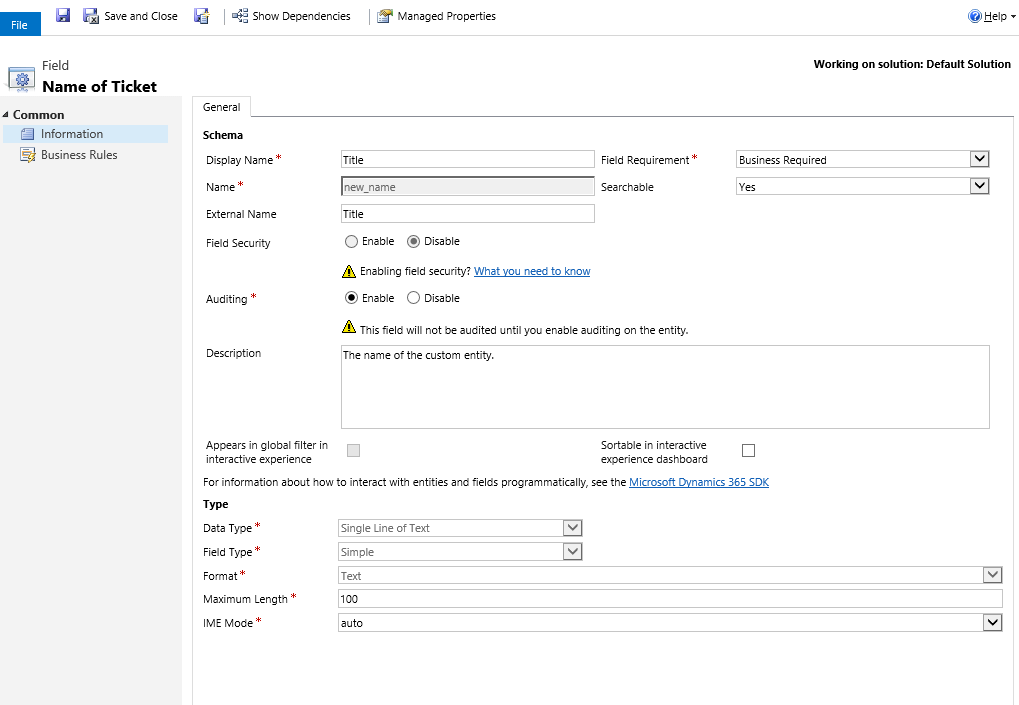 File Save and Close Show Dependencies Managed Properties Help
Field
Name of Ticket
Working on solution: Default Solution
Common
Information
Business Rules
General
Schema
Display Name * Title Field Requirement * Business Required
Name * new_name Searchable Yes
External Name Title
Field Security Enable Disable
Enabling field security? What you need to know
Auditing * Enable Disable
This field will not be audited until you enable auditing on the entity.
Description The name of the custom entity.
Appears in global filter in
interactive experience
Sortable in interactive
experience dashboard
For information about how to interact with entities and fields programmatically, see the Microsoft Dynamics 365 SDK
Type
Data Type * Single Line of Text
Field Type * Simple
Format * Text
Maximum Length * 100
IME Mode * auto